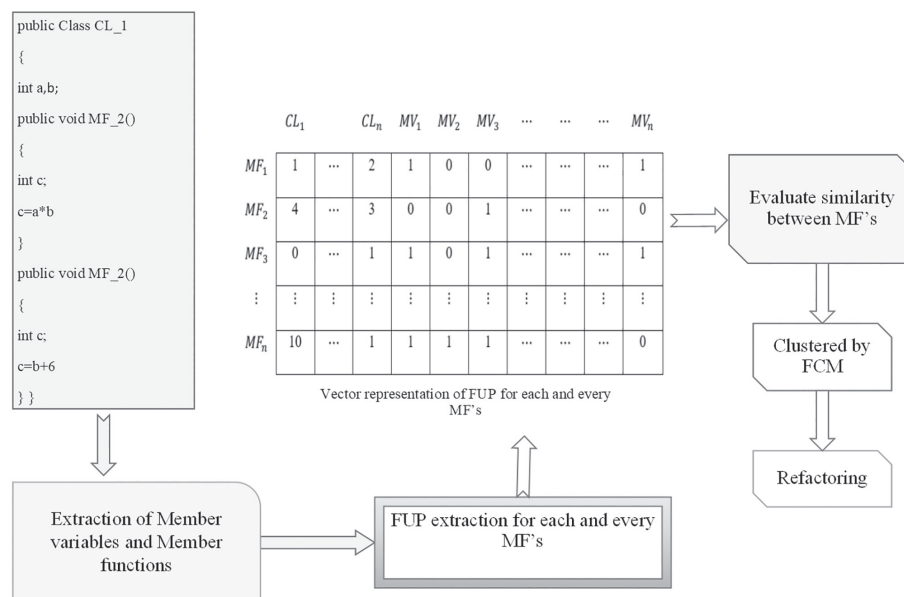 public Class CL_1
{
int a,b;
public void MF_2()
{
int c;
c=a*b
}
public void MF_2()
{
int c;
c=b+6
} }
CL₁ CLₙ MV₁ MV₂ MV₃ ... ... ... MVₙ
MF₁ 1 ... 2 1 0 0 1
MF₂ 4 ... 3 0 0 1 ... ... ... 0
MF₃ 0 ... 1 1 0 1 ... ... ... 1
⋮ ⋮ ⋮ ⋮ ⋮ ⋮ ⋮ ⋮ ⋮ ⋮ ⋮
MFₙ 10 ... 1 1 1 1 ... ... ... 0
Vector representation of FUP for each and every
MF's
Evaluate similarity
between MF's
Clustered by
FCM
Refactoring
Extraction of Member
variables and Member
functions
FUP extraction for each and every
MF's